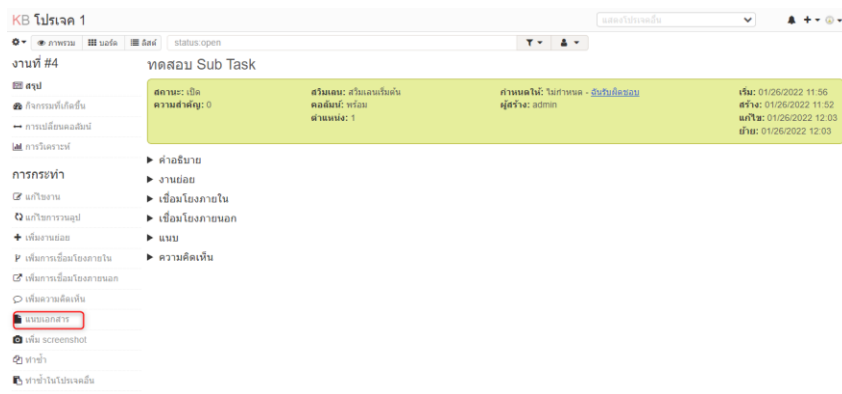 KB โปรเจค 1
แสดงโปรเจคอื่น
ภาพรวม บอร์ด ลิสต์ status:open
งานที่ #4
ทดสอบ Sub Task
สรุป
กิจกรรมที่เกิดขึ้น
การเปลี่ยนคอลัมน์
การวิเคราะห์
สถานะ: เปิด
ความสำคัญ: 0
สวิมเลน: สวิมเลนเริ่มต้น
คอลัมน์: พร้อม
ตำแหน่ง: 1
กำหนดให้: ไม่กำหนด - ฉันรับผิดชอบ
ผู้สร้าง: admin
เริ่ม: 01/26/2022 11:56
สร้าง: 01/26/2022 11:52
แก้ไข: 01/26/2022 12:03
ย้าย: 01/26/2022 12:03
คำอธิบาย
งานย่อย
เชื่อมโยงภายใน
เชื่อมโยงภายนอก
แนบ
ความคิดเห็น
การกระทำ
แก้ไขงาน
แก้ไขการวนลูป
เพิ่มงานย่อย
เพิ่มการเชื่อมโยงภายใน
เพิ่มการเชื่อมโยงภายนอก
เพิ่มความคิดเห็น
แนบเอกสาร
เพิ่ม screenshot
ทำซ้ำ
ทำซ้ำในโปรเจคอื่น